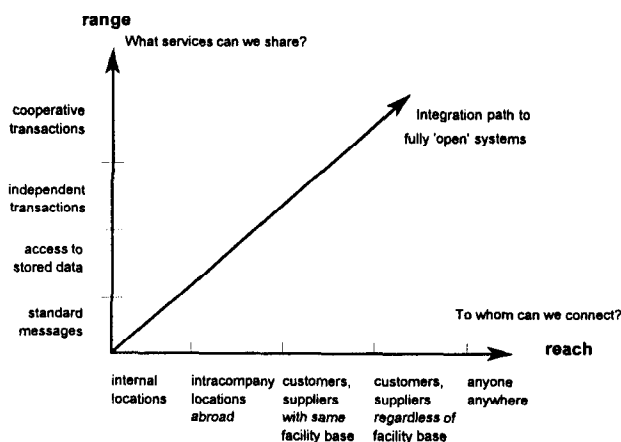 range
What services can we share?
cooperative
transactions
Integration path to
fully 'open' systems
independent
transactions
access to
stored data
standard
messages
To whom can we connect?
reach
internal
locations
intracompany
locations
abroad
customers,
suppliers
with same
facility base
customers,
suppliers
regardless of
facility base
anyone
anywhere